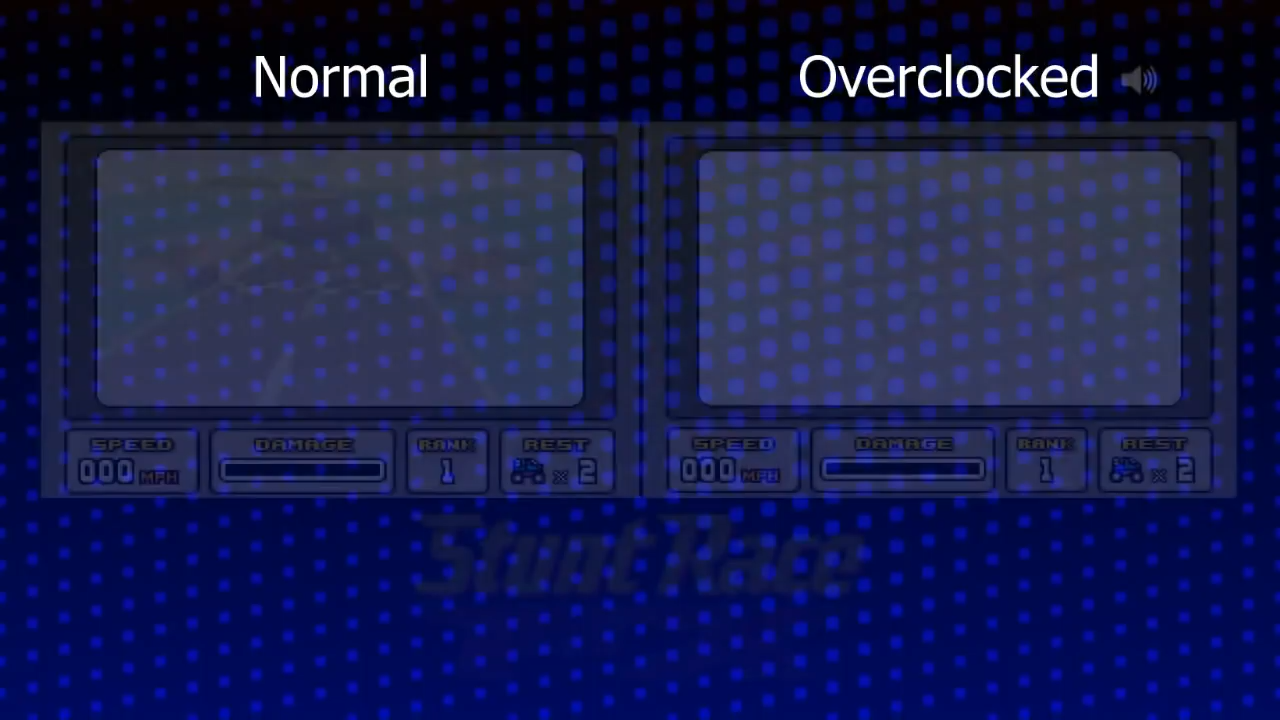 Normal
Overclocked
SPEED DAMAGE RANK REST
000 MPH 1 x 2
SPEED DAMAGE RANK REST
000 MPH 1 x 2
Stunt Race